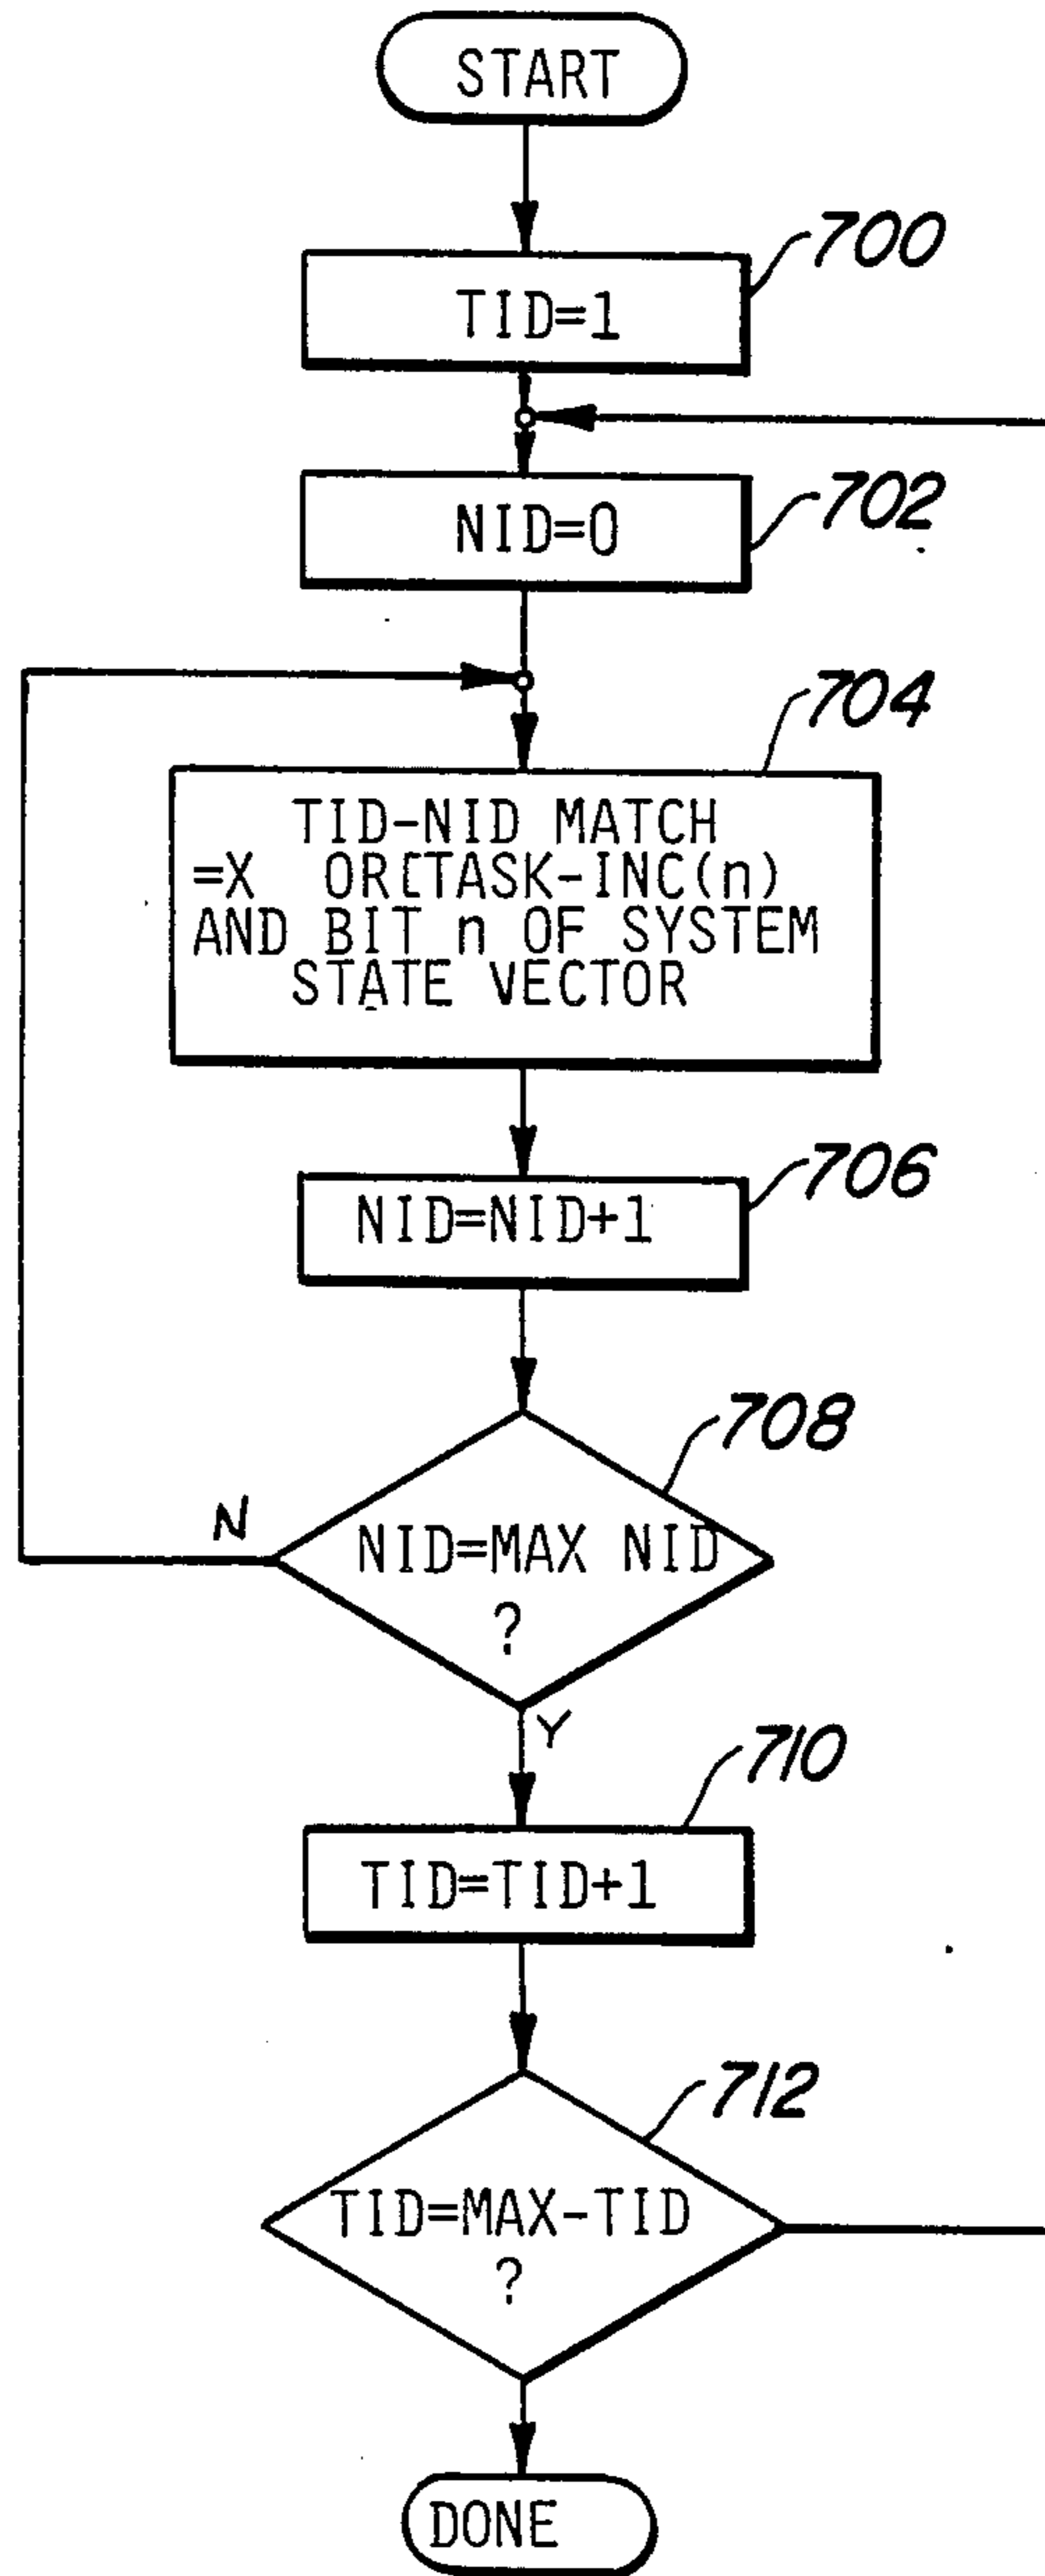 START
700
TID=1
702
NID=0
704
TID-NID MATCH
=X OR[TASK-INC(n)
AND BIT n OF SYSTEM
STATE VECTOR
706
NID=NID+1
708
N
NID=MAX NID
?
Y
710
TID=TID+1
712
TID=MAX-TID
?
DONE